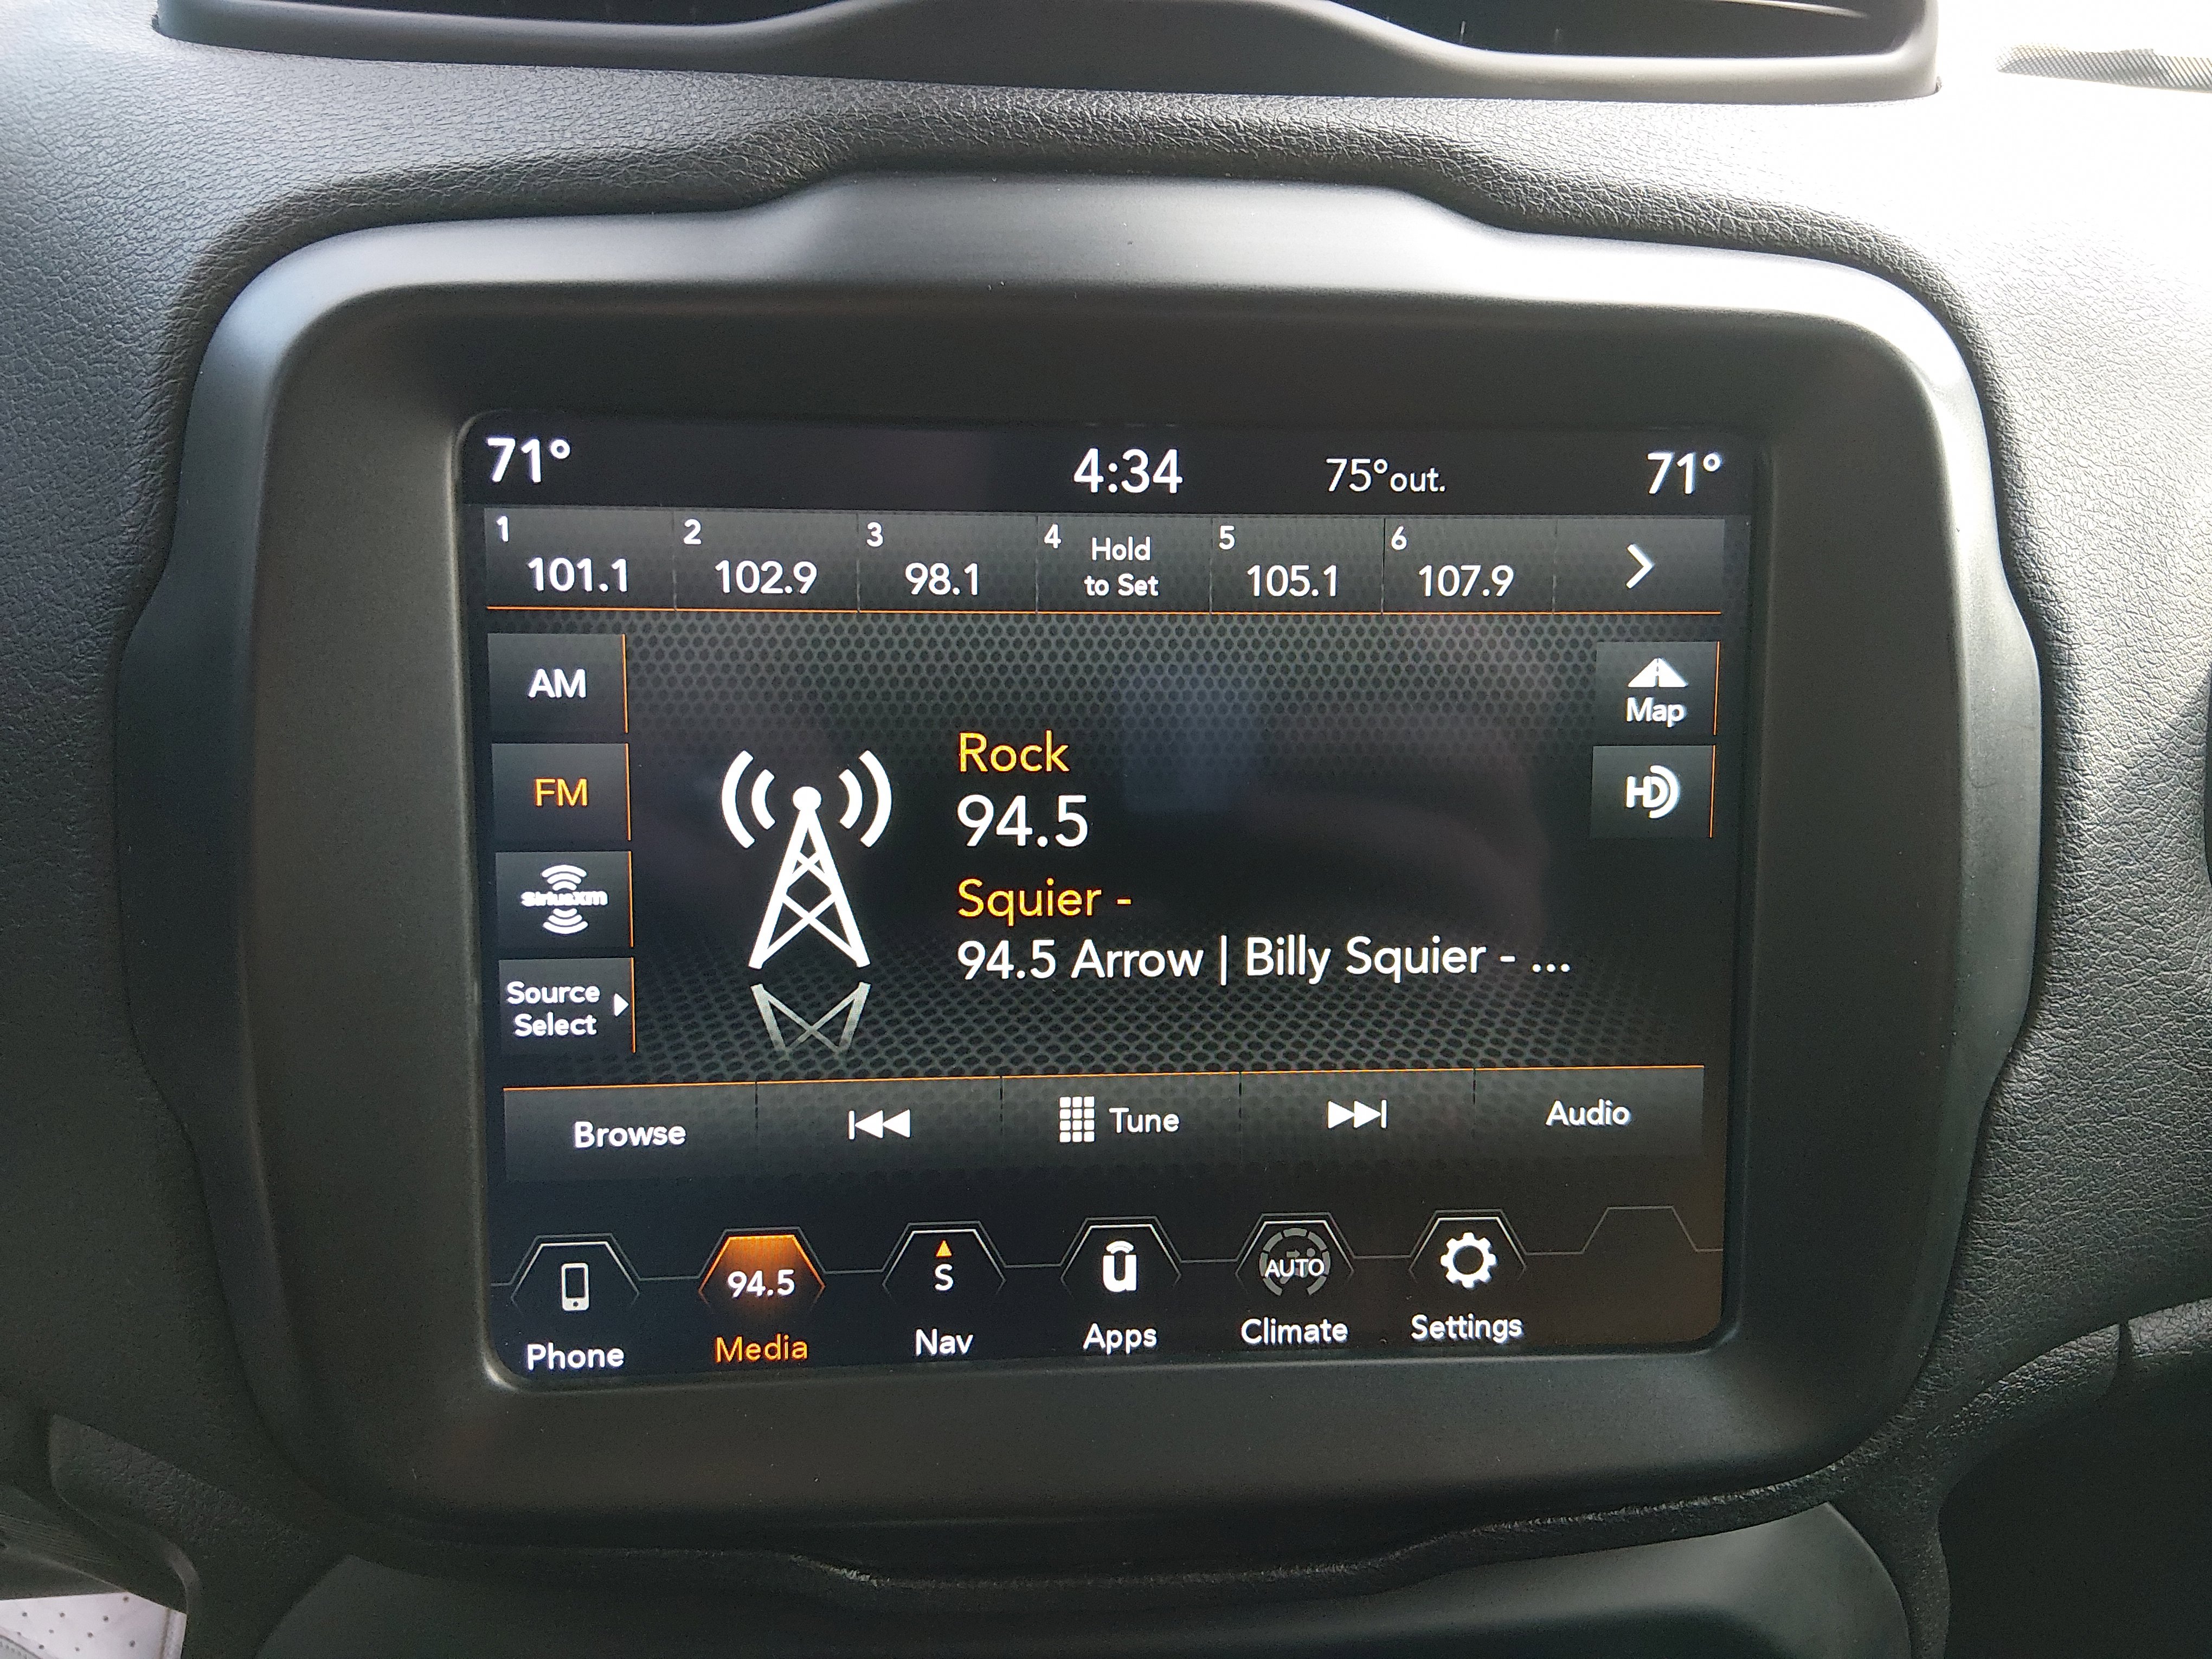 71° 4:34 75°out. 71°
1 2 3 4 Hold 5 6
101.1 102.9 98.1 to Set 105.1 107.9
AM
Map
FM
HD
Rock
94.5
SiriusXM
Squier -
94.5 Arrow | Billy Squier - ...
Source
Select
Browse Tune Audio
94.5 S ū AUTO
Phone Media Nav Apps Climate Settings